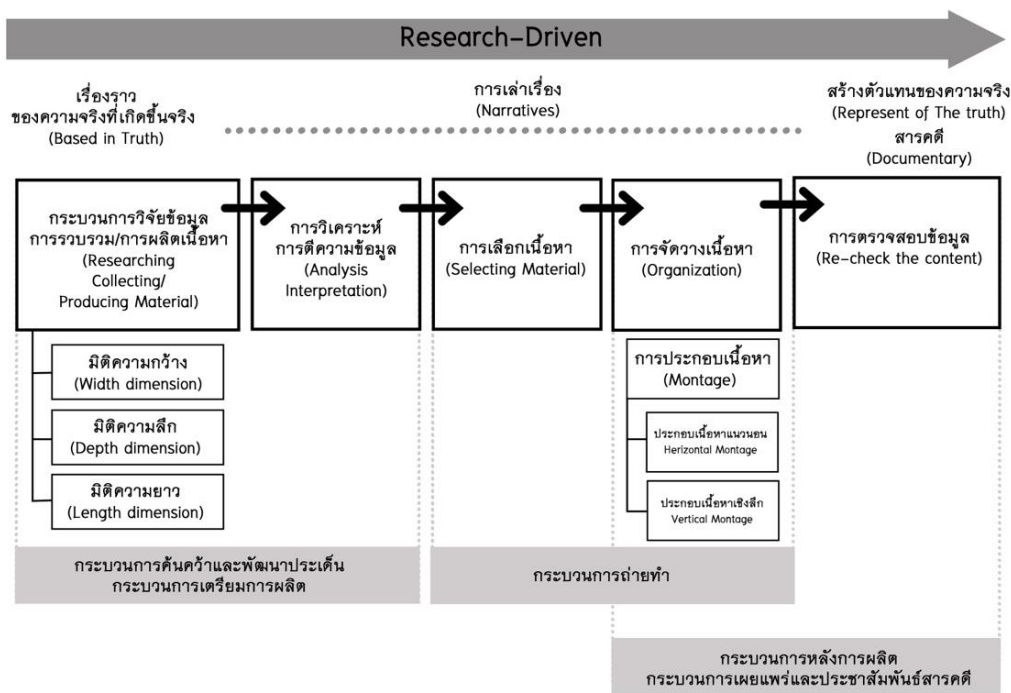 Research-Driven
เรื่องราว
ของความจริงที่เกิดขึ้นจริง
(Based in Truth)
การเล่าเรื่อง
(Narratives)
สร้างตัวแทนของความจริง
(Represent of The truth)
สารคดี
(Documentary)
กระบวนการวิจัยข้อมูล
การรวบรวม/การผลิตเนื้อหา
(Researching
Collecting/
Producing Material)
การวิเคราะห์
การตีความข้อมูล
(Analysis
Interpretation)
การเลือกเนื้อหา
(Selecting Material)
การจัดวางเนื้อหา
(Organization)
การตรวจสอบข้อมูล
(Re-check the content)
มิติความกว้าง
(Width dimension)
มิติความลึก
(Depth dimension)
มิติความยาว
(Length dimension)
การประกอบเนื้อหา
(Montage)
ประกอบเนื้อหาแนวนอน
Herizontal Montage
ประกอบเนื้อหาเชิงลึก
Vertical Montage
กระบวนการค้นคว้าและพัฒนาประเด็น
กระบวนการเตรียมการผลิต
กระบวนการถ่ายทำ
กระบวนการหลังการผลิต
กระบวนการเผยแพร่และประชาสัมพันธ์สารคดี